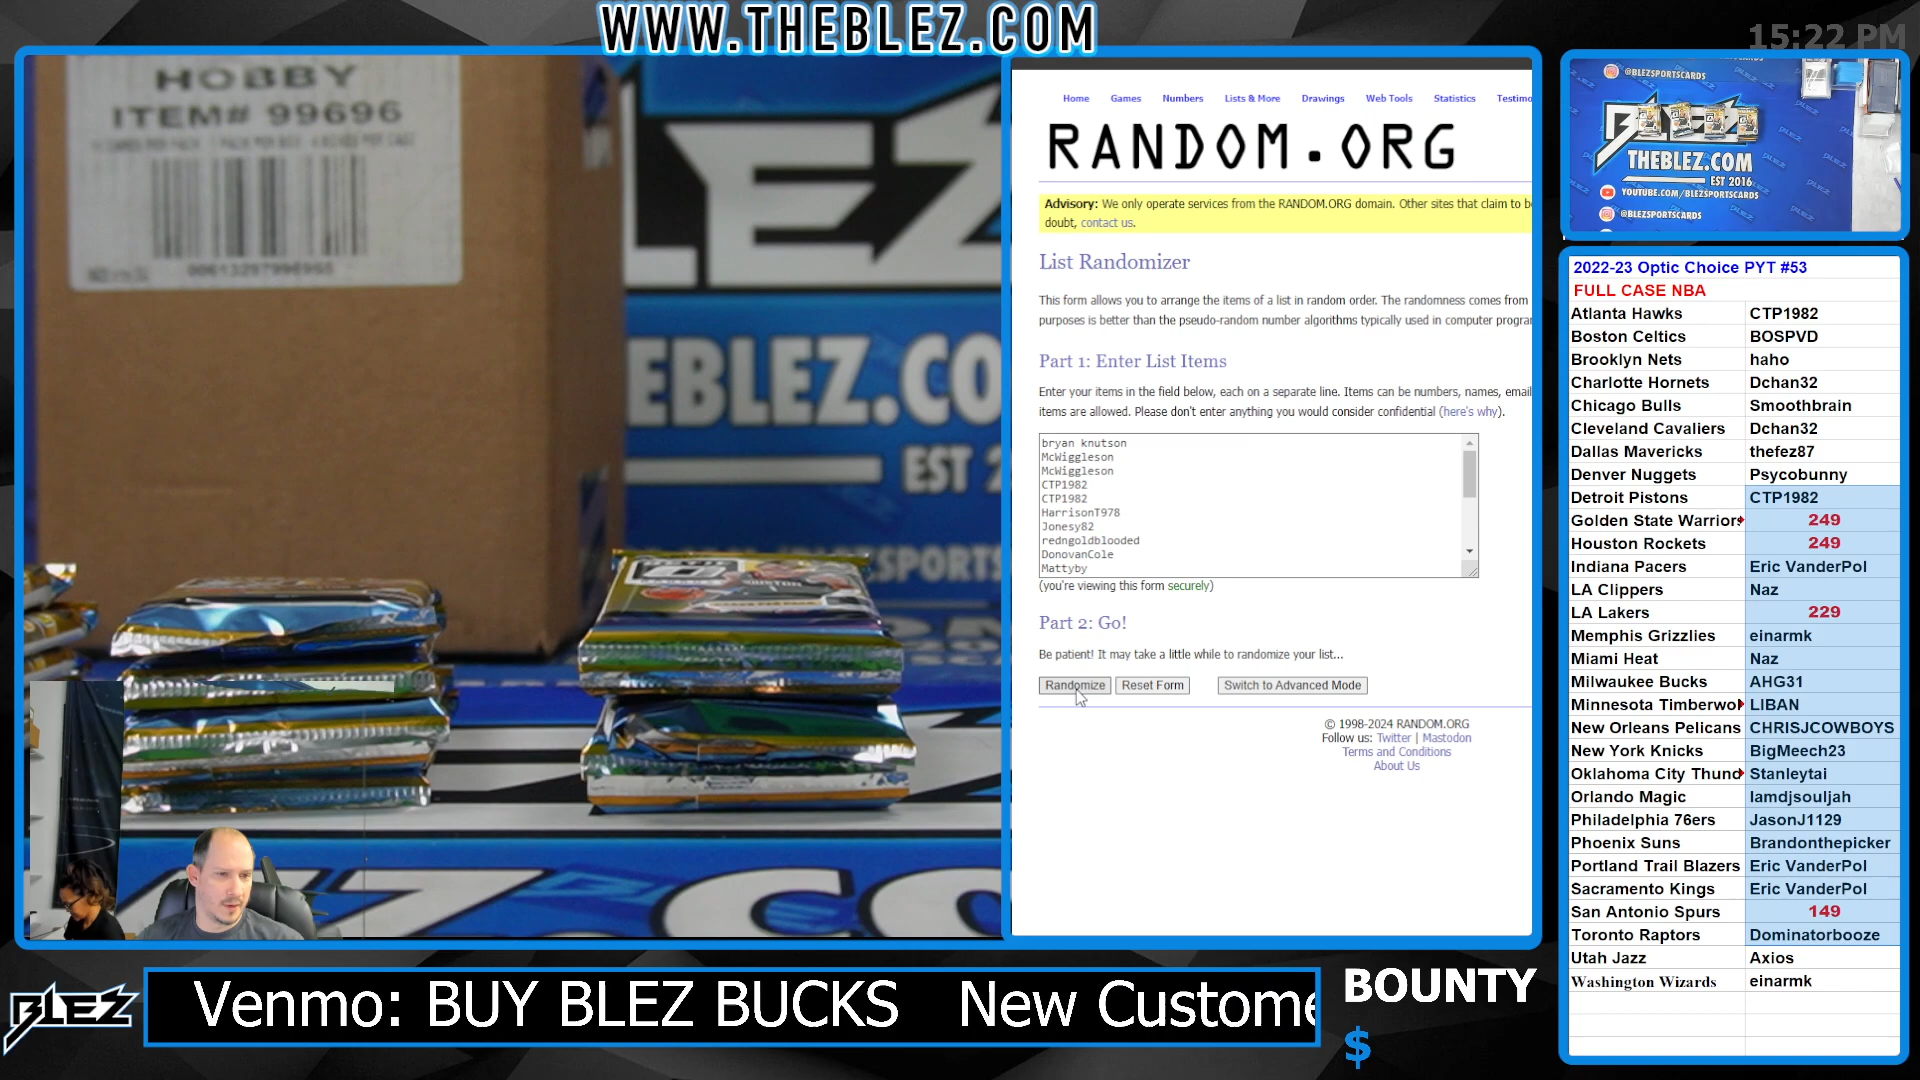 WWW.THEBLEZ.COM
15:22 PM
HOBBY
ITEM# 99696
EBLEZ.CO
EST 2
Home Games Numbers Lists & More Drawings Web Tools Statistics Testimo
RANDOM.ORG
Advisory: We only operate services from the RANDOM.ORG domain. Other sites that claim to b
doubt, contact us.
List Randomizer
This form allows you to arrange the items of a list in random order. The randomness comes from
purposes is better than the pseudo-random number algorithms typically used in computer progra
Part 1: Enter List Items
Enter your items in the field below, each on a separate line. Items can be numbers, names, email
items are allowed. Please don't enter anything you would consider confidential (here's why).
bryan knutson
McWiggleson
McWiggleson
CTP1982
CTP1982
HarrisonT978
Jonesy82
redngoldblooded
DonovanCole
Mattyby
(you're viewing this form securely)
Part 2: Go!
Be patient! It may take a little while to randomize your list...
Randomize Reset Form Switch to Advanced Mode
© 1998-2024 RANDOM.ORG
Follow us: Twitter | Mastodon
Terms and Conditions
About Us
@BLEZSPORTSCARDS
BLEZ
THEBLEZ.COM
EST 2016
YOUTUBE.COM/BLEZSPORTSCARDS
@BLEZSPORTSCARDS
2022-23 Optic Choice PYT #53
FULL CASE NBA
Atlanta Hawks CTP1982
Boston Celtics BOSPVD
Brooklyn Nets haho
Charlotte Hornets Dchan32
Chicago Bulls Smoothbrain
Cleveland Cavaliers Dchan32
Dallas Mavericks thefez87
Denver Nuggets Psycobunny
Detroit Pistons CTP1982
Golden State Warriors 249
Houston Rockets 249
Indiana Pacers Eric VanderPol
LA Clippers Naz
LA Lakers 229
Memphis Grizzlies einarmk
Miami Heat Naz
Milwaukee Bucks AHG31
Minnesota Timberwol LIBAN
New Orleans Pelicans CHRISJCOWBOYS
New York Knicks BigMeech23
Oklahoma City Thund Stanleytai
Orlando Magic Iamdjsouljah
Philadelphia 76ers JasonJ1129
Phoenix Suns Brandonthepicker
Portland Trail Blazers Eric VanderPol
Sacramento Kings Eric VanderPol
San Antonio Spurs 149
Toronto Raptors Dominatorbooze
Utah Jazz Axios
Washington Wizards einarmk
BLEZ
Venmo: BUY BLEZ BUCKS New Custome
BOUNTY
$